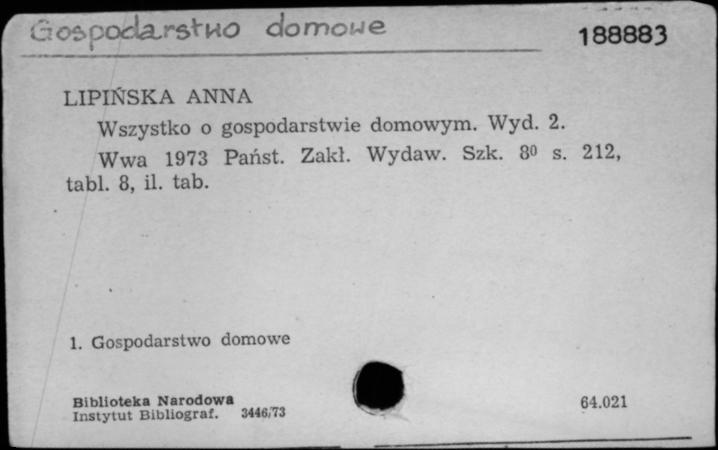 Gospodarstwo domowe
188883
LIPIŃSKA ANNA
Wszystko o gospodarstwie domowym. Wyd. 2.
Wwa 1973 Państ. Zakł. Wydaw. Szk. 8⁰ s. 212,
tabl. 8, il. tab.
1. Gospodarstwo domowe
Biblioteka Narodowa
Instytut Bibliograf. 3446/73
64.021